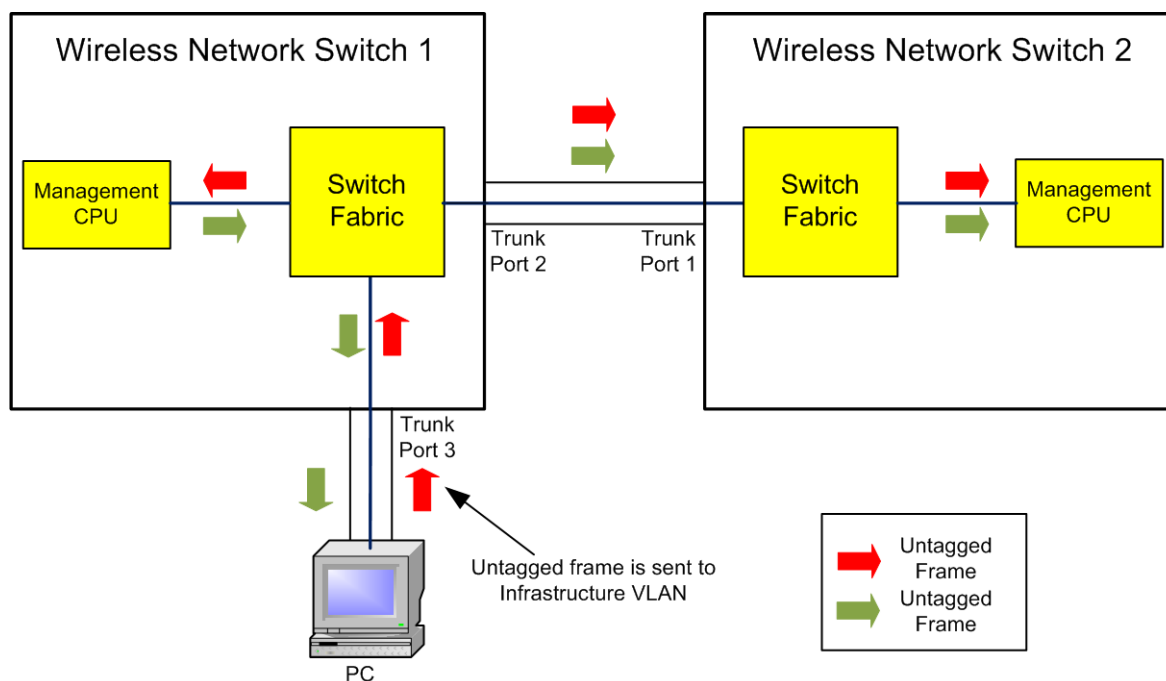 Wireless Network Switch 1
Wireless Network Switch 2
Management
CPU
Switch
Fabric
Switch
Fabric
Management
CPU
Trunk
Port 2
Trunk
Port 1
Trunk
Port 3
Untagged frame is sent to
Infrastructure VLAN
PC
Untagged
Frame
Untagged
Frame